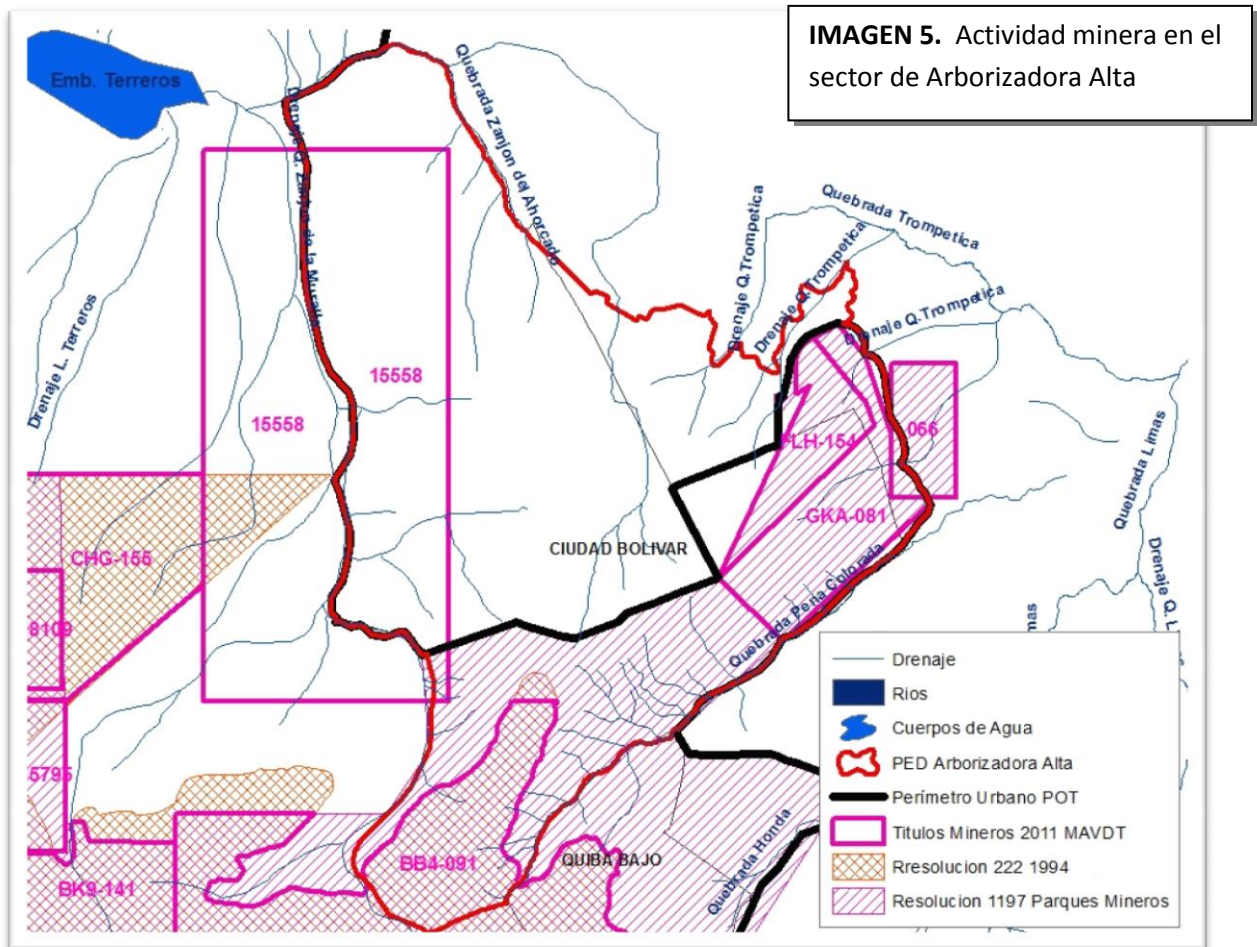 IMAGEN 5. Actividad minera en el
sector de Arborizadora Alta
Emb. Terreros
Drenaje Q. Zanjon de la Muralla
Quebrada Zanjon del Ahorcado
Drenaje Q.Trompetica
Drenaje Q.Trompetica
Quebrada Trompetica
Drenaje Q.Trompetica
Drenaje L. Terreros
15558
15558
LH-154
066
GKA-081
Quebrada Limas
Drenaje Q. L
CHG-155
CIUDAD BOLIVAR
8109
Quebrada Pena Colorada
mas
5795
BK9-141
BB4-091
QUIBA BAJO
Quebrada Honda
Drenaje
Rios
Cuerpos de Agua
PED Arborizadora Alta
Perímetro Urbano POT
Titulos Mineros 2011 MAVDT
Rresolucion 222 1994
Resolucion 1197 Parques Mineros